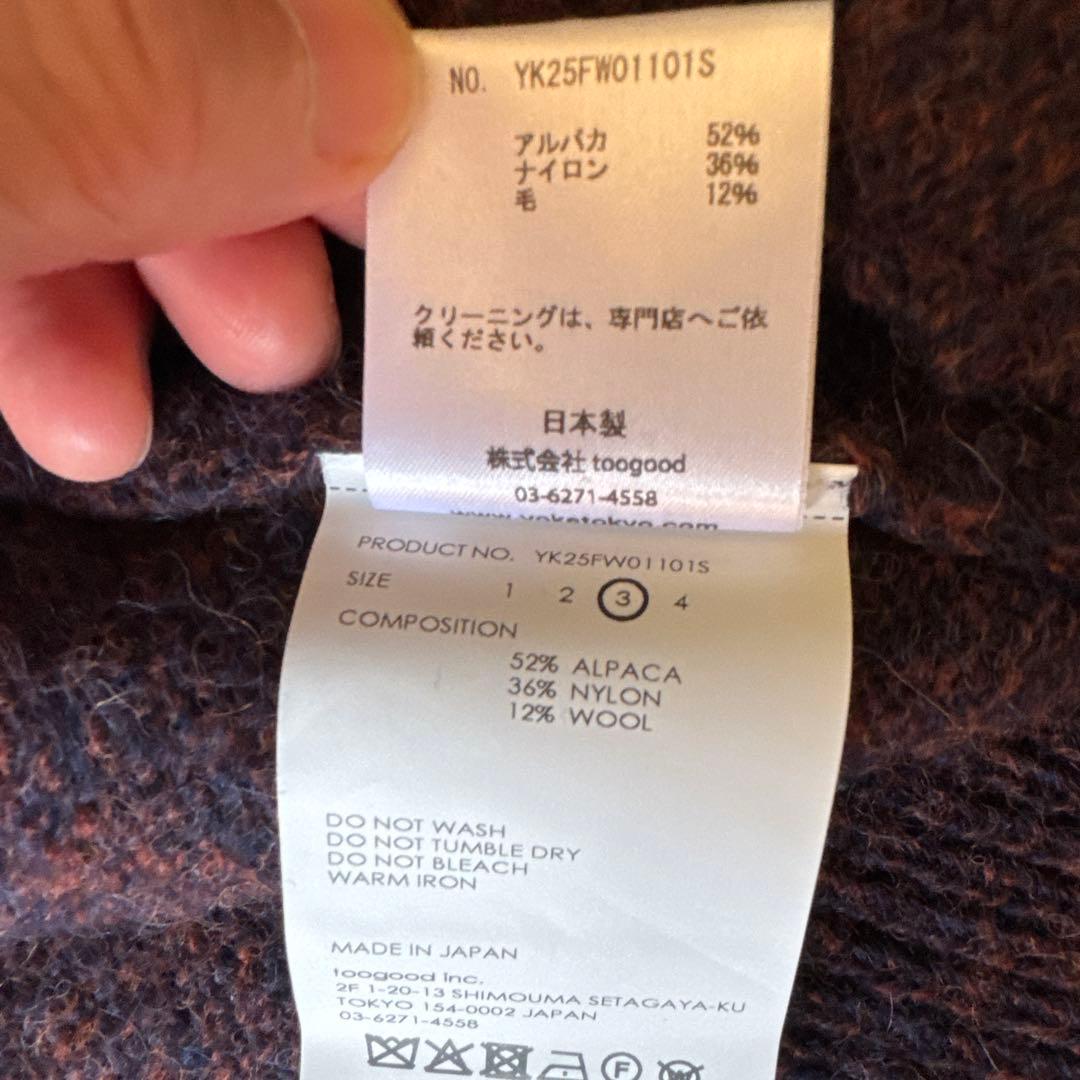 NO. YK25FW01101S
アルパカ 52%
ナイロン 36%
毛 12%
クリーニングは、専門店へご依
頼ください。
日本製
株式会社 toogood
03-6271-4558
www.yoketokyo.com
PRODUCT NO. YK25FW01101S
SIZE 1 2 3 4
COMPOSITION
52% ALPACA
36% NYLON
12% WOOL
DO NOT WASH
DO NOT TUMBLE DRY
DO NOT BLEACH
WARM IRON
MADE IN JAPAN
toogood Inc.
2F 1-20-13 SHIMOUMA SETAGAYA-KU
TOKYO 154-0002 JAPAN
03-6271-4558
F W